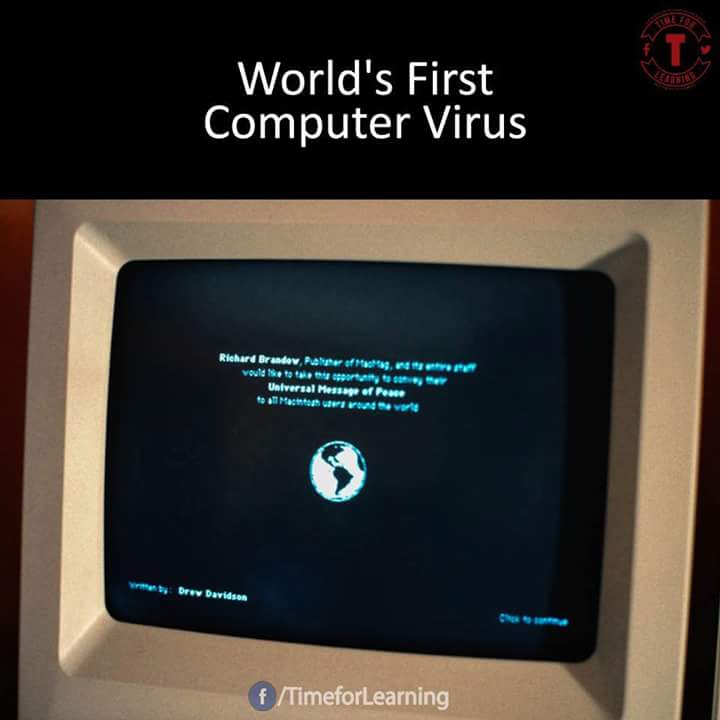 TIME FOR
T
LEARNING
World's First
Computer Virus
Richard Brandow, Publisher of MacMag, and its entire staff
would like to take this opportunity to convey their
Universal Message of Peace
to all Macintosh users around the world
Written by: Drew Davidson
Click to continue
f /TimeforLearning